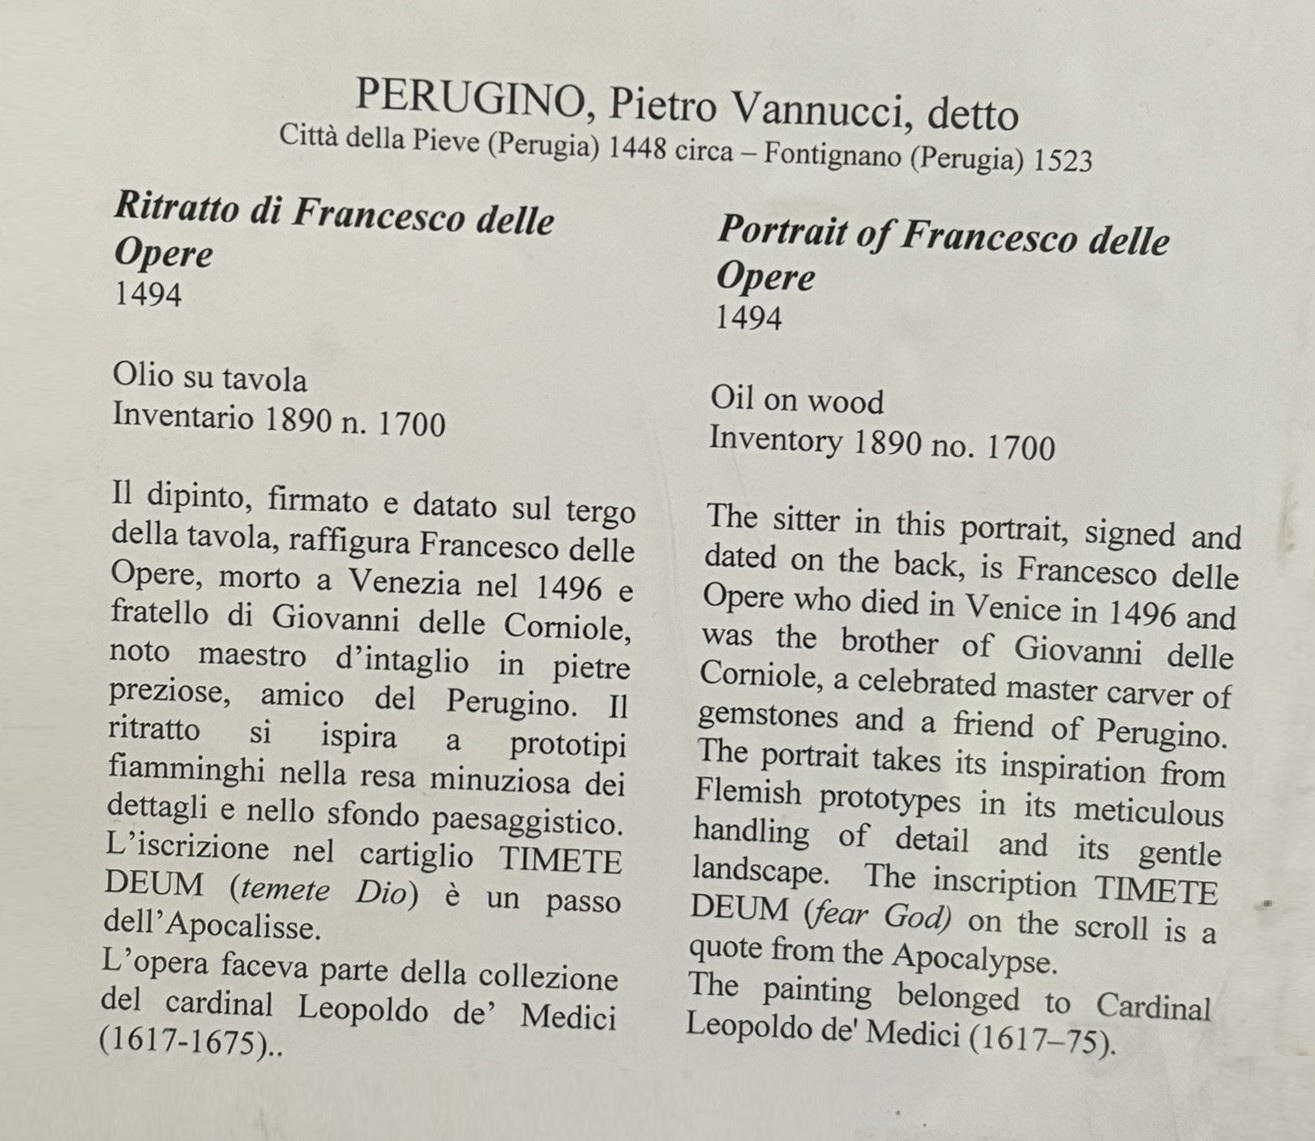 PERUGINO, Pietro Vannucci, detto
Città della Pieve (Perugia) 1448 circa – Fontignano (Perugia) 1523
Ritratto di Francesco delle
Opere
1494
Olio su tavola
Inventario 1890 n. 1700
Il dipinto, firmato e datato sul tergo
della tavola, raffigura Francesco delle
Opere, morto a Venezia nel 1496 e
fratello di Giovanni delle Corniole,
noto maestro d’intaglio in pietre
preziose, amico del Perugino. Il
ritratto si ispira a prototipi
fiamminghi nella resa minuziosa dei
dettagli e nello sfondo paesaggistico.
L’iscrizione nel cartiglio TIMETE
DEUM (temete Dio) è un passo
dell’Apocalisse.
L’opera faceva parte della collezione
del cardinal Leopoldo de’ Medici
(1617-1675)..
Portrait of Francesco delle
Opere
1494
Oil on wood
Inventory 1890 no. 1700
The sitter in this portrait, signed and
dated on the back, is Francesco delle
Opere who died in Venice in 1496 and
was the brother of Giovanni delle
Corniole, a celebrated master carver of
gemstones and a friend of Perugino.
The portrait takes its inspiration from
Flemish prototypes in its meticulous
handling of detail and its gentle
landscape. The inscription TIMETE
DEUM (fear God) on the scroll is a
quote from the Apocalypse.
The painting belonged to Cardinal
Leopoldo de' Medici (1617–75).